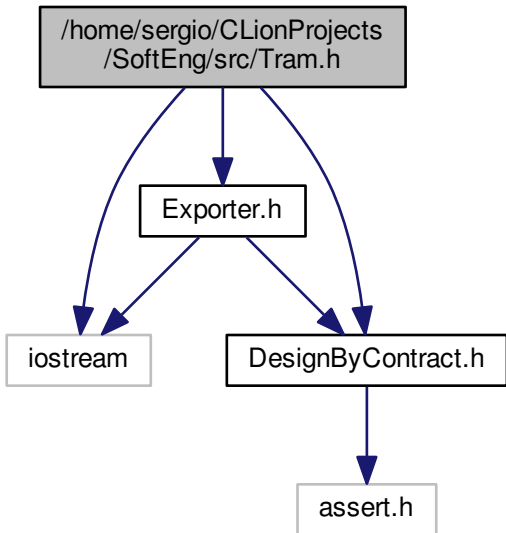 /home/sergio/CLionProjects
/SoftEng/src/Tram.h
Exporter.h
iostream
DesignByContract.h
assert.h